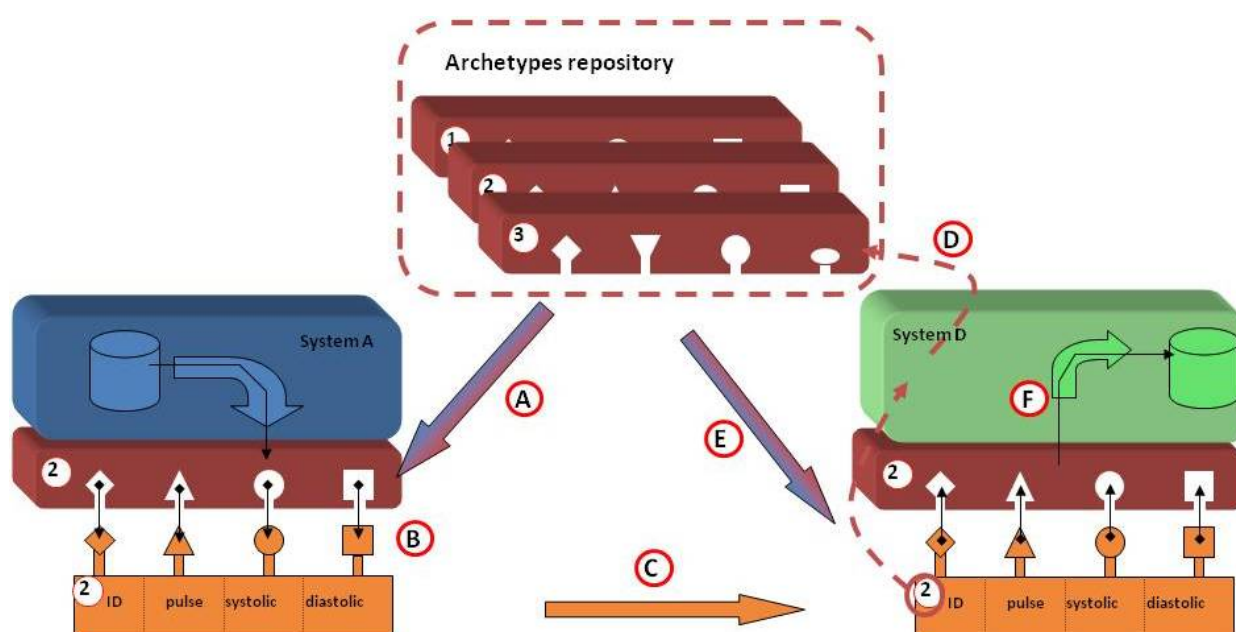 Archetypes repository
1
2
3
D
System A
System D
A
F
E
2
2
B
C
2 ID pulse systolic diastolic
2 ID pulse systolic diastolic